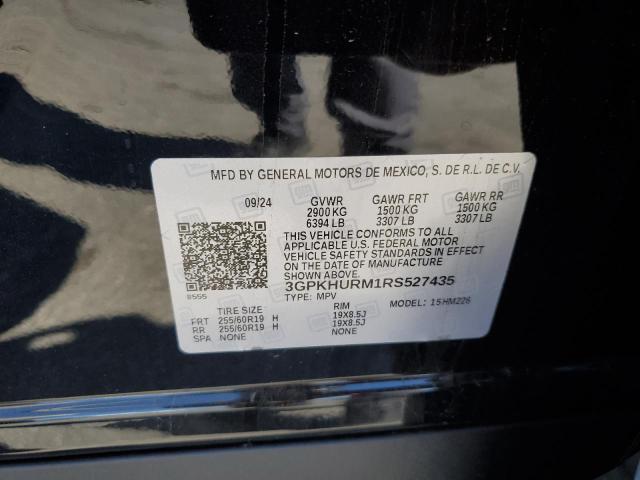 MFD BY GENERAL MOTORS DE MEXICO, S. DE R.L. DE C.V.
09/24 GVWR GAWR FRT GAWR RR
2900 KG 1500 KG 1500 KG
6394 LB 3307 LB 3307 LB
THIS VEHICLE CONFORMS TO ALL
APPLICABLE U.S. FEDERAL MOTOR
VEHICLE SAFETY STANDARDS IN EFFECT
ON THE DATE OF MANUFACTURE
SHOWN ABOVE.
3GPKHURM1RS527435
8555 TYPE: MPV MODEL: 15HM226
TIRE SIZE RIM
FRT 255/60R19 H 19X8.5J
RR 255/60R19 H 19X8.5J
SPA NONE NONE